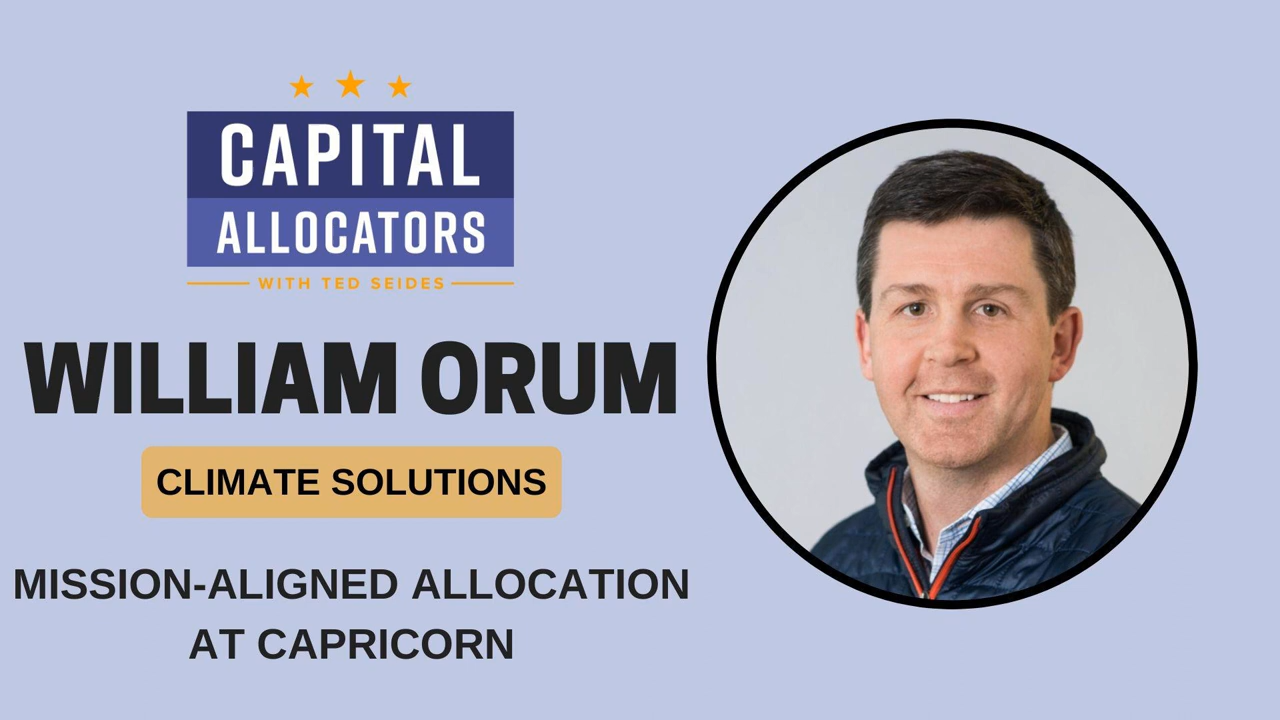 CAPITAL
ALLOCATORS
WITH TED SEIDES
WILLIAM ORUM
CLIMATE SOLUTIONS
MISSION-ALIGNED ALLOCATION
AT CAPRICORN